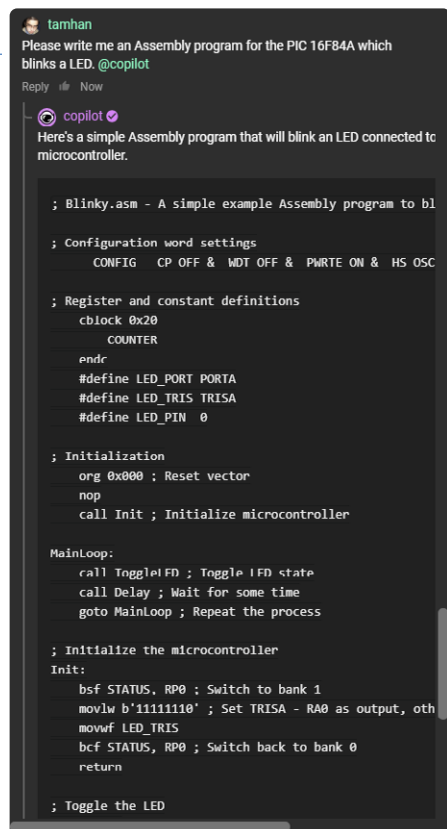 tamhan
Please write me an Assembly program for the PIC 16F84A which
blinks a LED. @copilot
Reply Now
copilot
Here's a simple Assembly program that will blink an LED connected to
microcontroller.
; Blinky.asm - A simple example Assembly program to bl
; Configuration word settings
CONFIG CP OFF & WDT OFF & PWRTE ON & HS OSC
; Register and constant definitions
cblock 0x20
COUNTER
endc
#define LED_PORT PORTA
#define LED_TRIS TRISA
#define LED_PIN 0
; Initialization
org 0x000 ; Reset vector
nop
call Init ; Initialize microcontroller
MainLoop:
call ToggleLED ; Toggle LED state
call Delay ; Wait for some time
goto MainLoop ; Repeat the process
; Initialize the microcontroller
Init:
bsf STATUS, RP0 ; Switch to bank 1
movlw b'11111110' ; Set TRISA - RA0 as output, oth
movwf LED_TRIS
bcf STATUS, RP0 ; Switch back to bank 0
return
; Toggle the LED